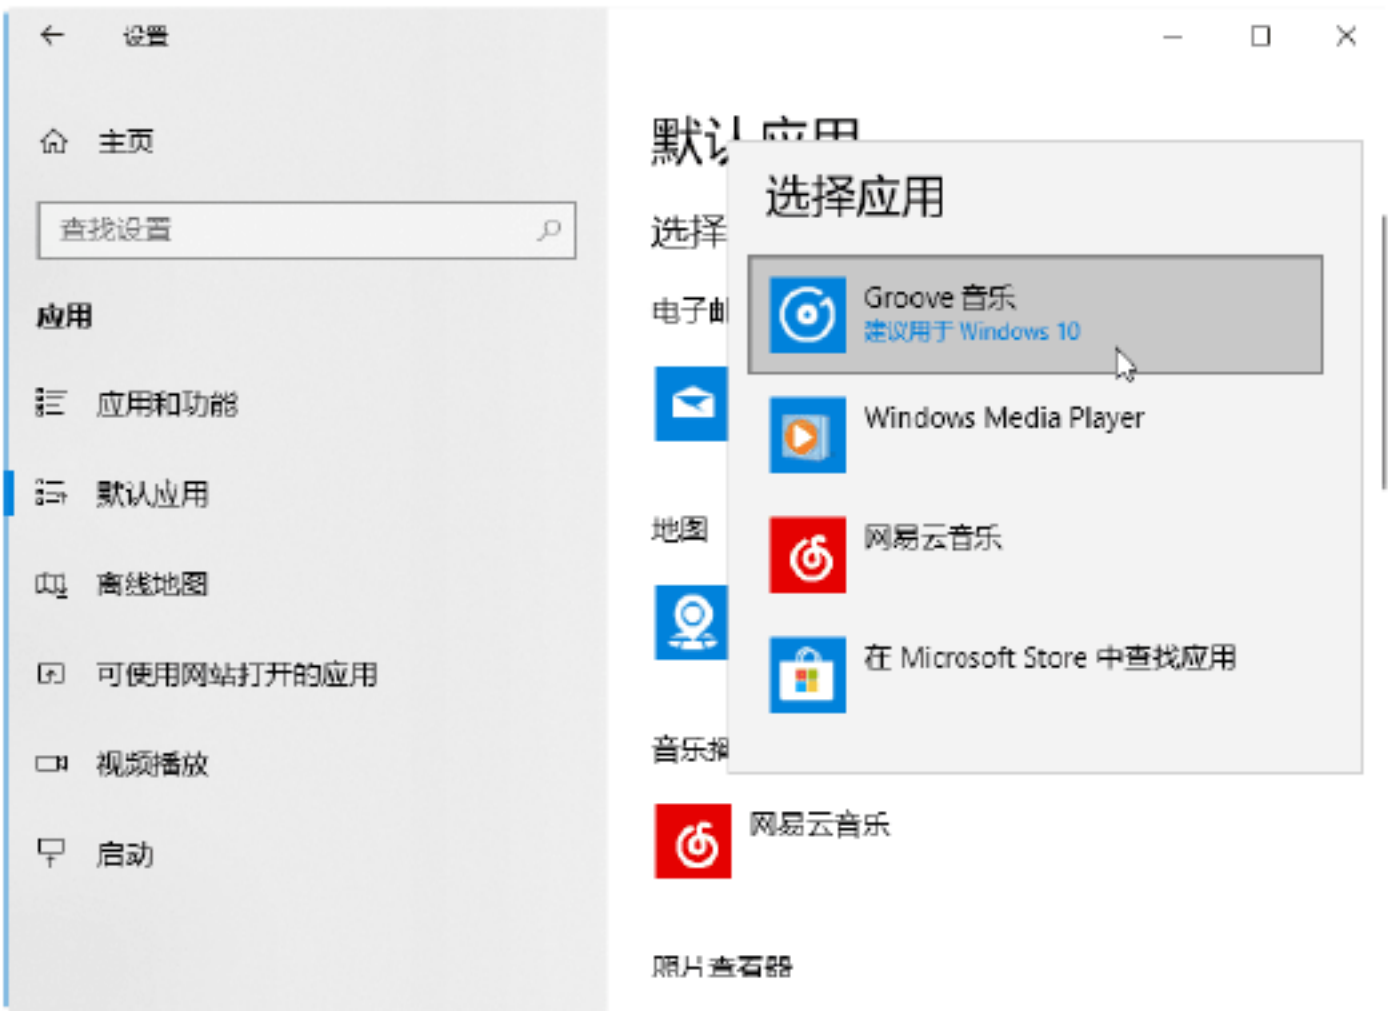 设置
主页
查找设置
应用
应用和功能
默认应用
离线地图
可使用网站打开的应用
视频播放
启动
默认应用
选择
电子邮
地图
音乐播
网易云音乐
照片查看器
选择应用
Groove 音乐
建议用于 Windows 10
Windows Media Player
网易云音乐
在 Microsoft Store 中查找应用